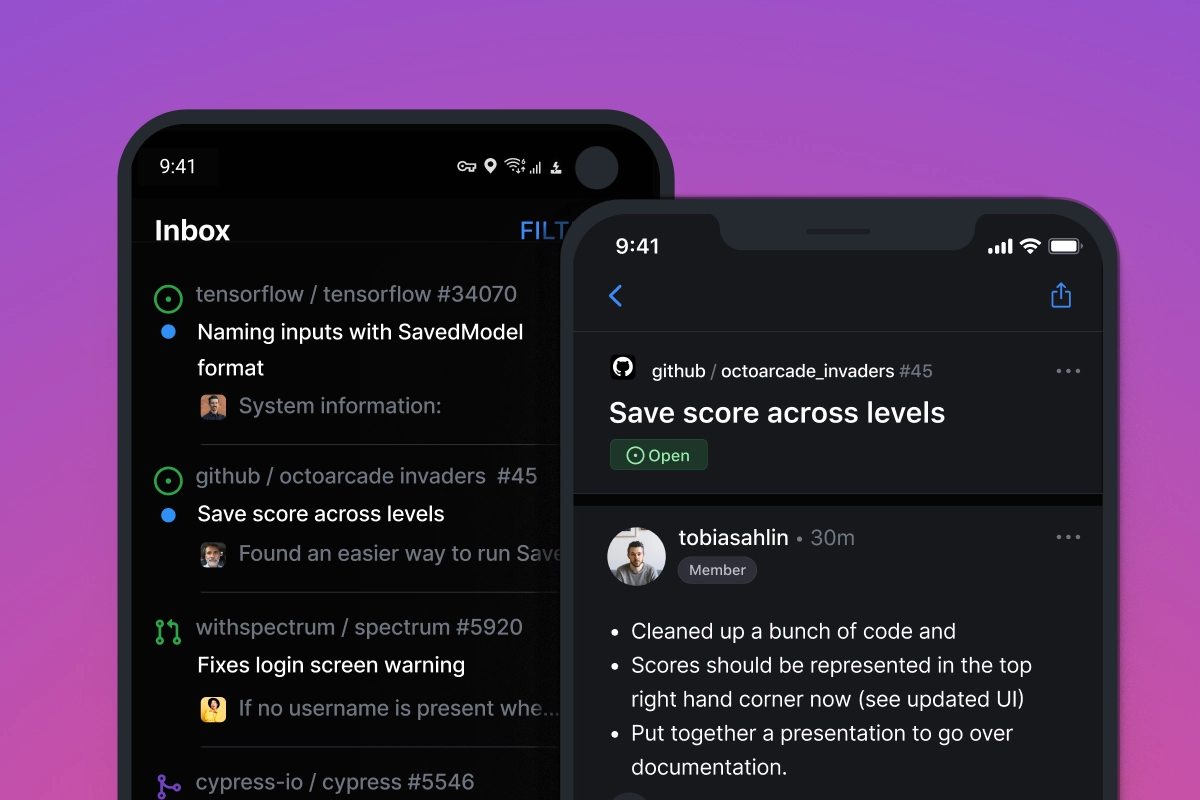 9:41
Inbox
FILT
tensorflow / tensorflow #34070
Naming inputs with SavedModel
format
System information:
github / octoarcade invaders #45
Save score across levels
Found an easier way to run Save
withspectrum / spectrum #5920
Fixes login screen warning
If no username is present whe...
cypress-io / cypress #5546
9:41
github / octoarcade_invaders #45
Save score across levels
Open
tobiasahlin • 30m
Member
• Cleaned up a bunch of code and
• Scores should be represented in the top
right hand corner now (see updated UI)
• Put together a presentation to go over
documentation.